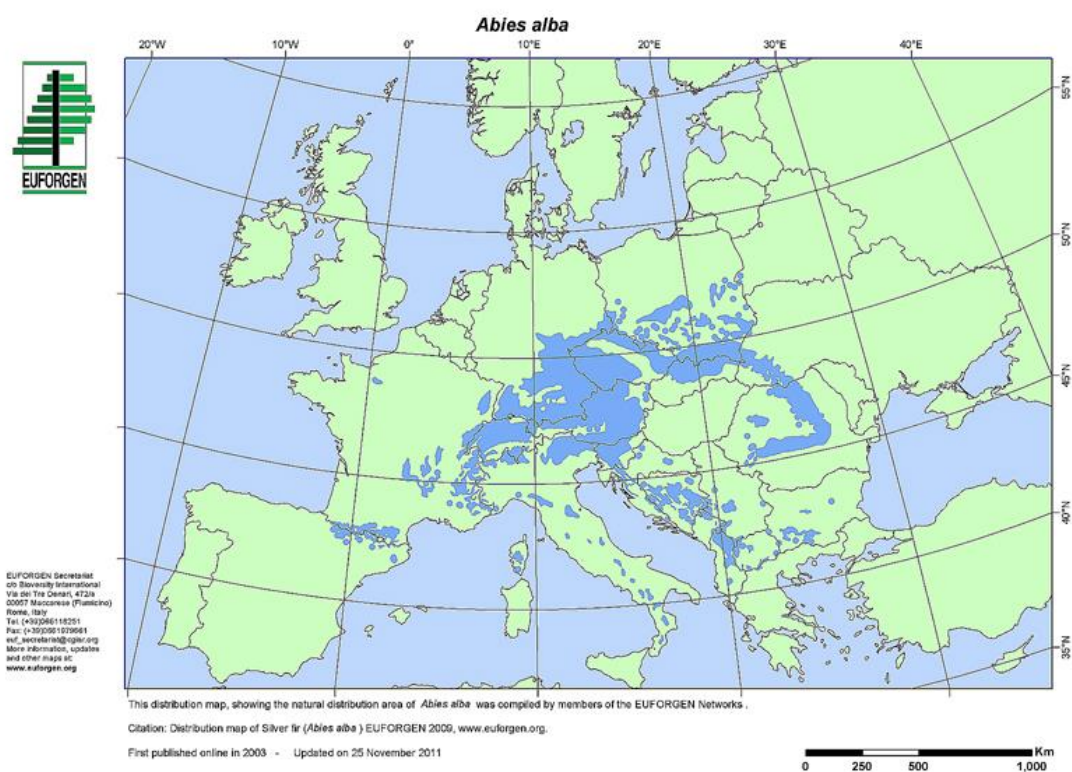 Abies alba
20°W 10°W 0° 10°E 20°E 30°E 40°E
EUFORGEN
55°N
50°N
45°N
40°N
35°N
EUFORGEN Secretariat
c/o Bioversity International
Via dei Tre Denari, 472/a
00057 Maccarese (Fiumicino)
Rome, Italy
Tel. (+39)066118251
Fax: (+39)0661979661
euf_secretariat@cgiar.org
More information, updates
and other maps at:
www.euforgen.org
This distribution map, showing the natural distribution area of Abies alba was compiled by members of the EUFORGEN Networks .
Citation: Distribution map of Silver fir (Abies alba ) EUFORGEN 2009, www.euforgen.org.
First published online in 2003 - Updated on 25 November 2011
Km
0 250 500 1,000